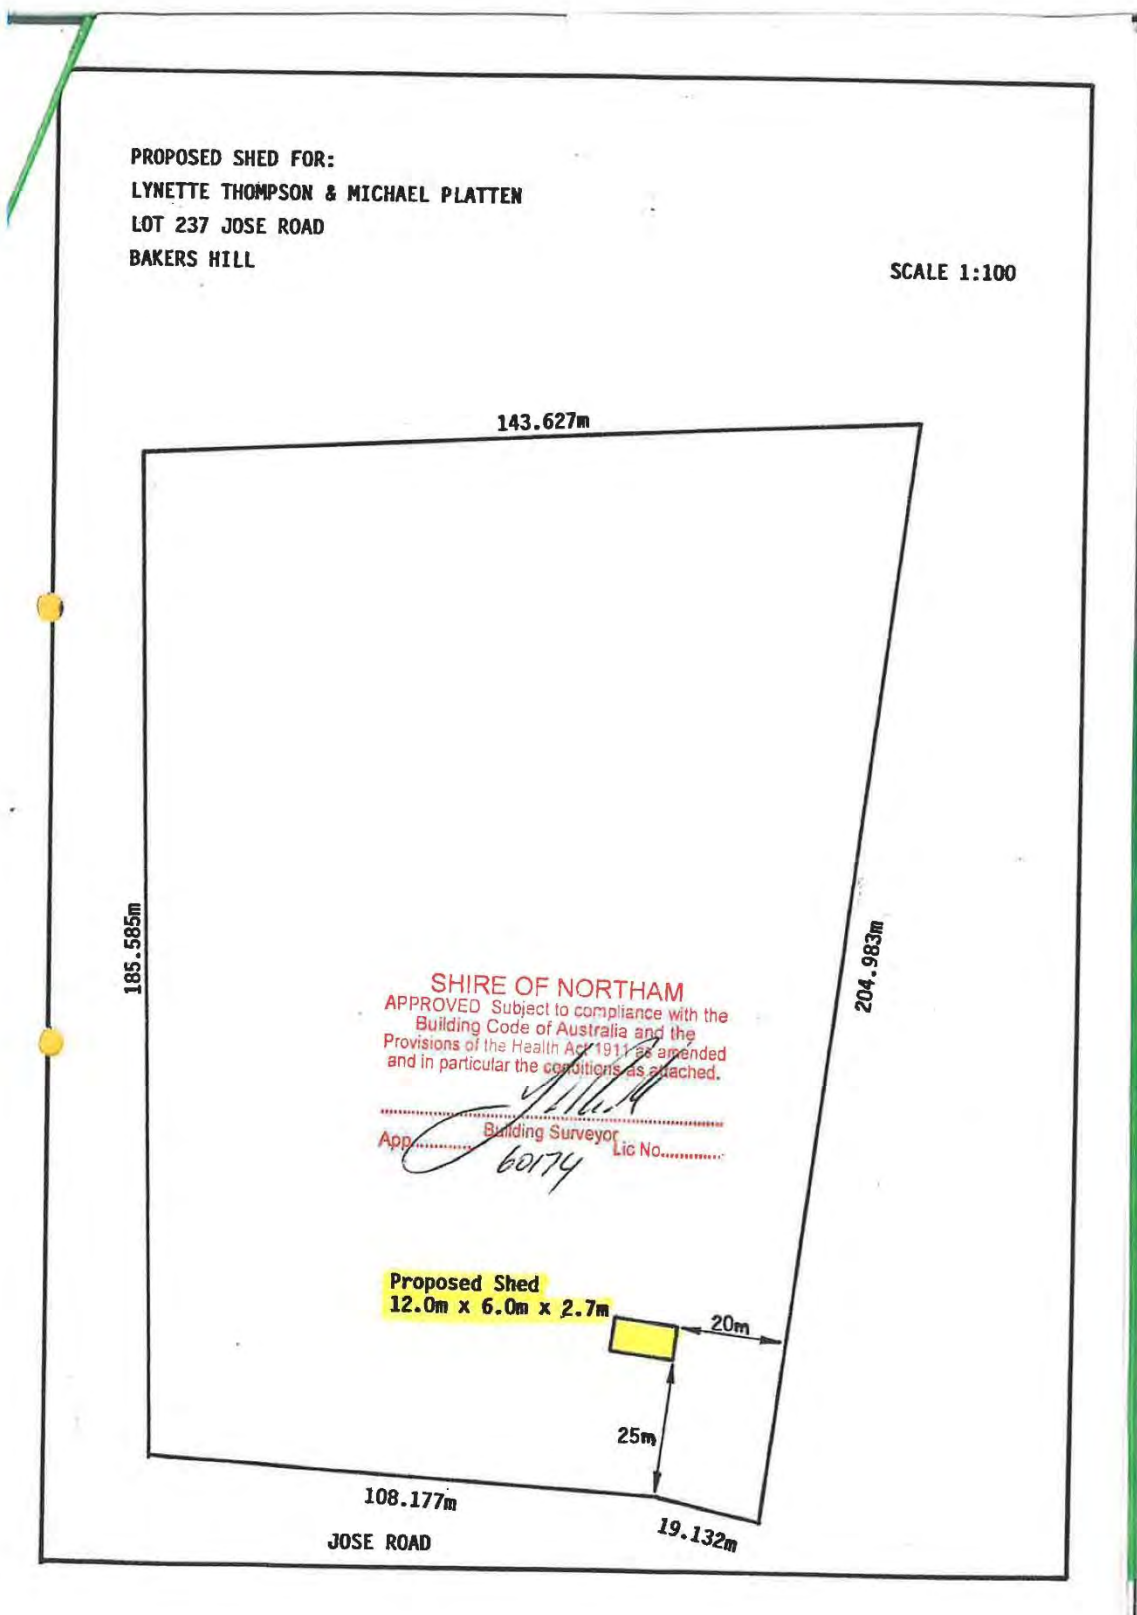 PROPOSED SHED FOR:
LYNETTE THOMPSON & MICHAEL PLATTEN
LOT 237 JOSE ROAD
BAKERS HILL
SCALE 1:100
143.627m
185.585m
204.983m
SHIRE OF NORTHAM
APPROVED Subject to compliance with the
Building Code of Australia and the
Provisions of the Health Act 1911 as amended
and in particular the conditions as attached.
Building Surveyor
App............ Lic No.............
60174
Proposed Shed
12.0m x 6.0m x 2.7m
20m
25m
108.177m
19.132m
JOSE ROAD